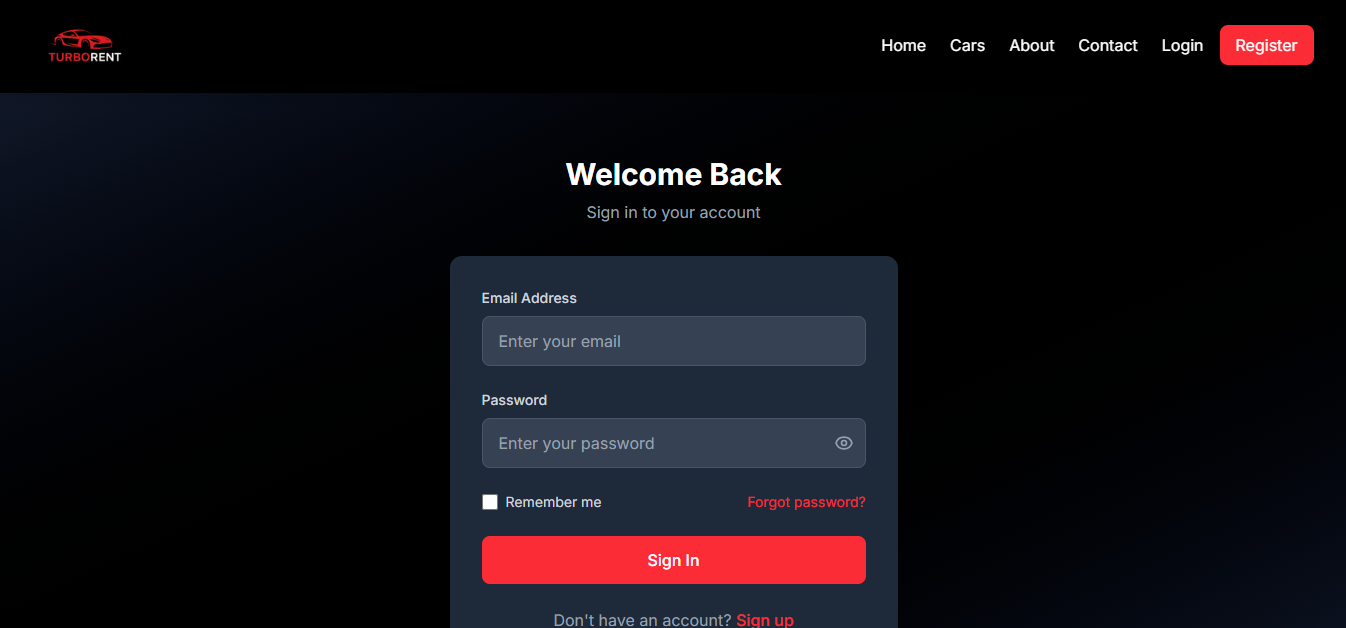 TURBORENT
Home Cars About Contact Login Register
Welcome Back
Sign in to your account
Email Address
Enter your email
Password
Enter your password
Remember me Forgot password?
Sign In
Don't have an account? Sign up